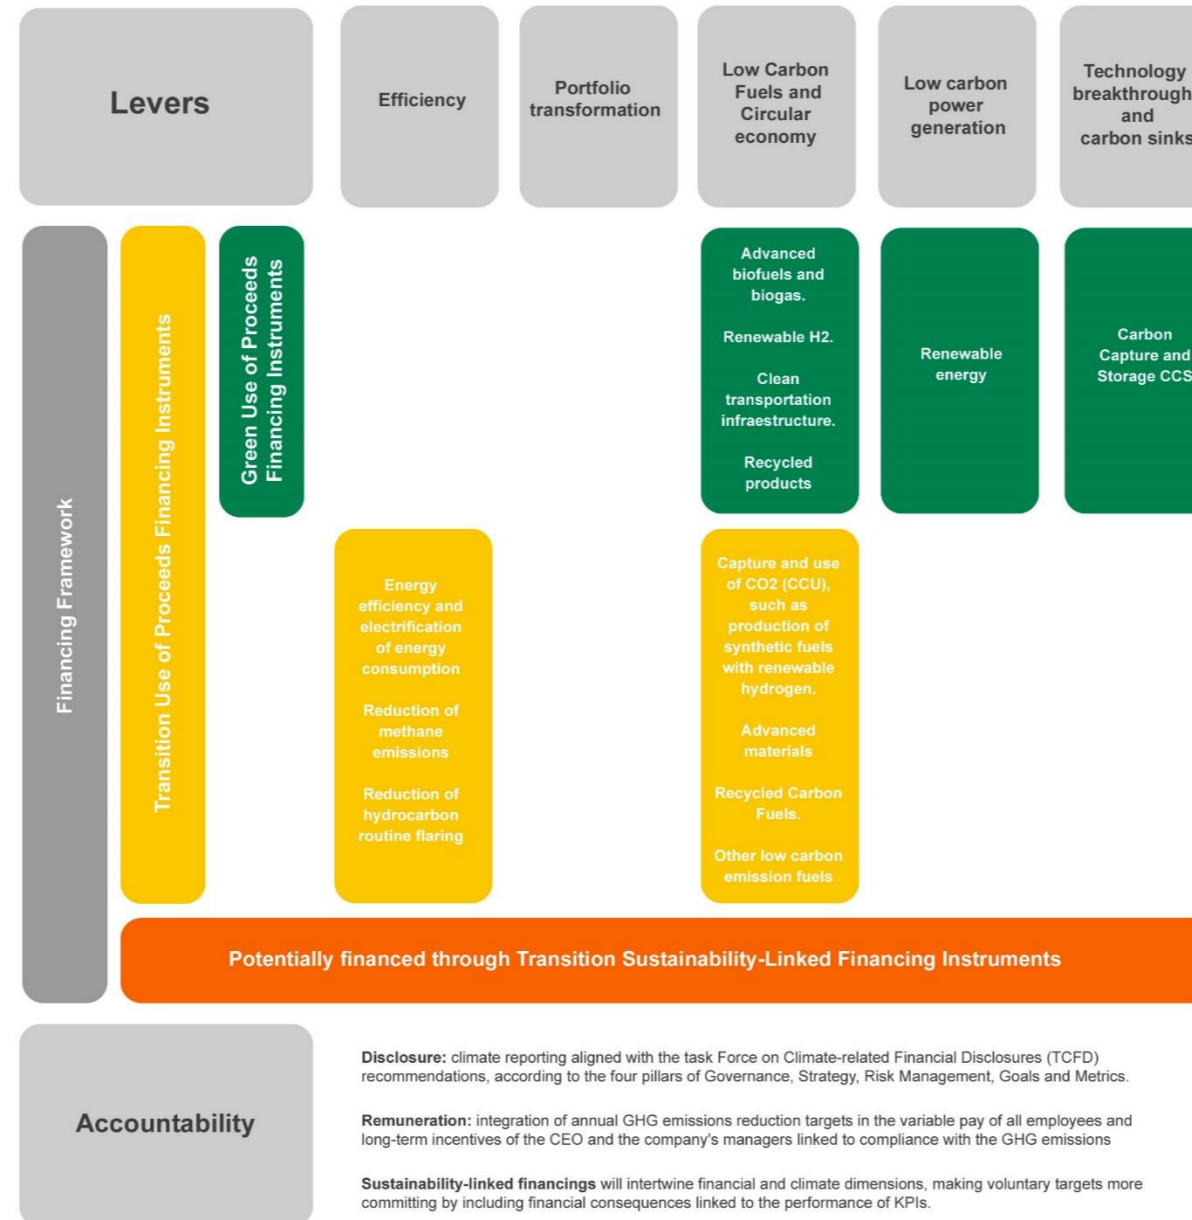 Levers
Efficiency
Portfolio
transformation
Low Carbon
Fuels and
Circular
economy
Low carbon
power
generation
Technology
breakthrough
and
carbon sinks
Financing Framework
Transition Use of Proceeds Financing Instruments
Green Use of Proceeds
Financing Instruments
Advanced
biofuels and
biogas.
Renewable H2.
Clean
transportation
infraestructure.
Recycled
products
Renewable
energy
Carbon
Capture and
Storage CCS
Energy
efficiency and
electrification
of energy
consumption
Reduction of
methane
emissions
Reduction of
hydrocarbon
routine flaring
Capture and use
of CO2 (CCU),
such as
production of
synthetic fuels
with renewable
hydrogen.
Advanced
materials
Recycled Carbon
Fuels.
Other low carbon
emission fuels
Potentially financed through Transition Sustainability-Linked Financing Instruments
Accountability
Disclosure: climate reporting aligned with the task Force on Climate-related Financial Disclosures (TCFD)
recommendations, according to the four pillars of Governance, Strategy, Risk Management, Goals and Metrics.
Remuneration: integration of annual GHG emissions reduction targets in the variable pay of all employees and
long-term incentives of the CEO and the company's managers linked to compliance with the GHG emissions
Sustainability-linked financings will intertwine financial and climate dimensions, making voluntary targets more
committing by including financial consequences linked to the performance of KPIs.